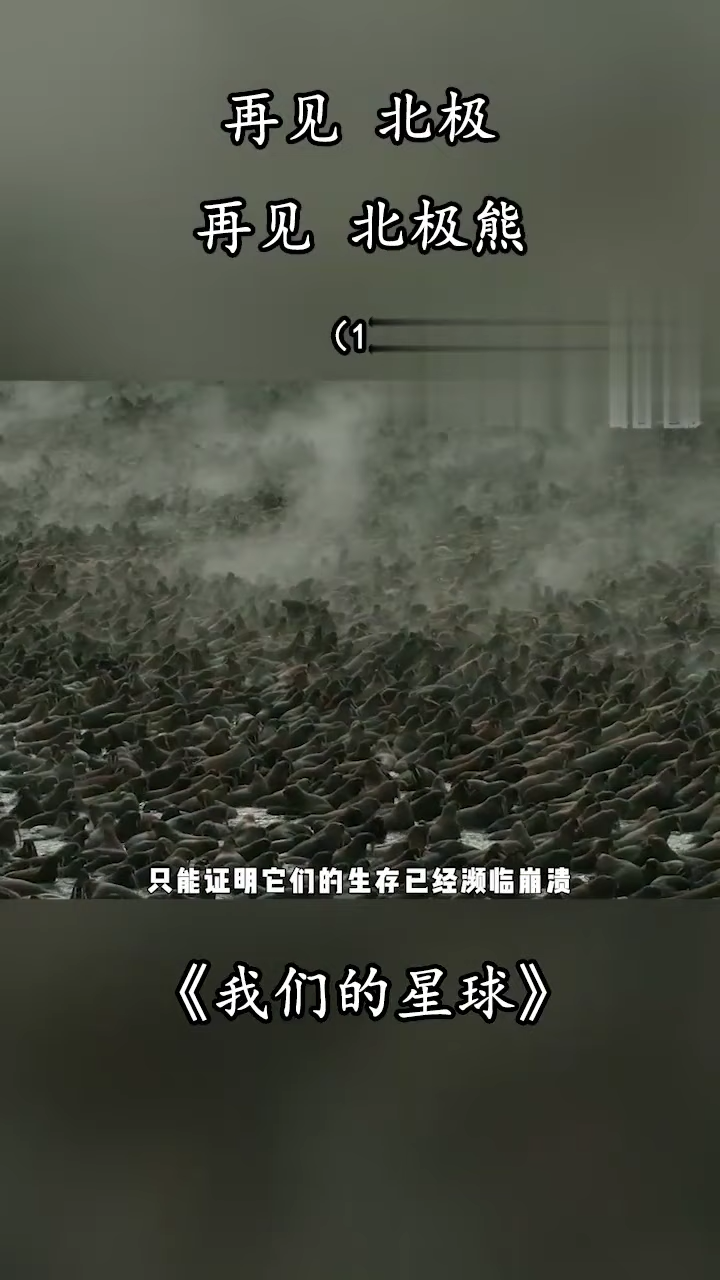 再见 北极
再见 北极熊
(1
只能证明它们的生存已经濒临崩溃
《我们的星球》